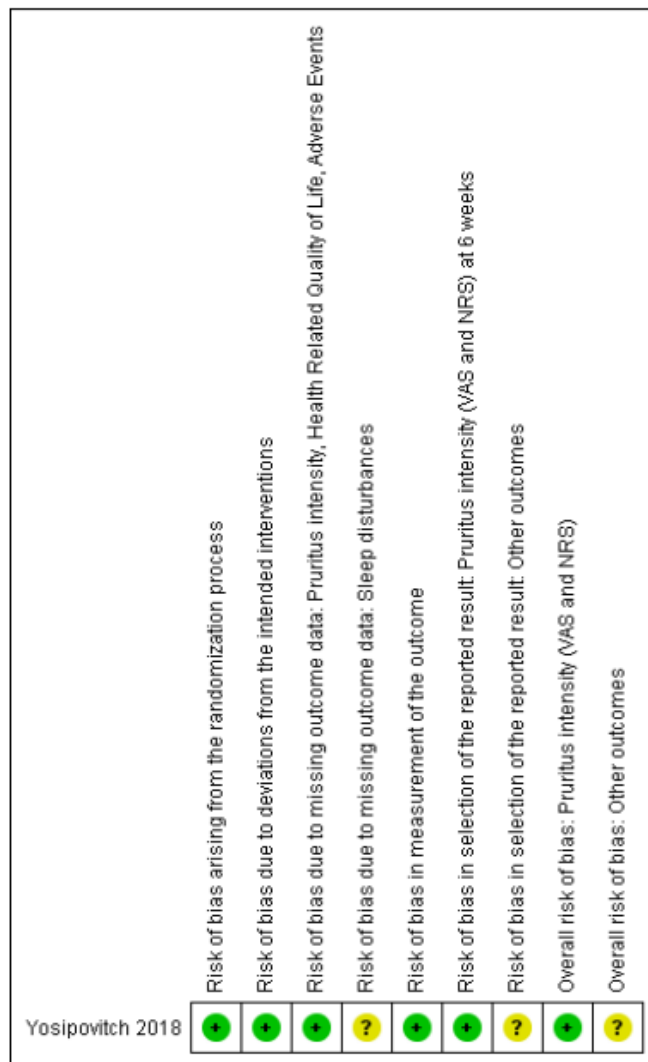 Risk of bias arising from the randomization process
Risk of bias due to deviations from the intended interventions
Risk of bias due to missing outcome data: Pruritus intensity, Health Related Quality of Life, Adverse Events
Risk of bias due to missing outcome data: Sleep disturbances
Risk of bias in measurement of the outcome
Risk of bias in selection of the reported result: Pruritus intensity (VAS and NRS) at 6 weeks
Risk of bias in selection of the reported result: Other outcomes
Overall risk of bias: Pruritus intensity (VAS and NRS)
Overall risk of bias: Other outcomes
Yosipovitch 2018 + + + ? + + ? + ?